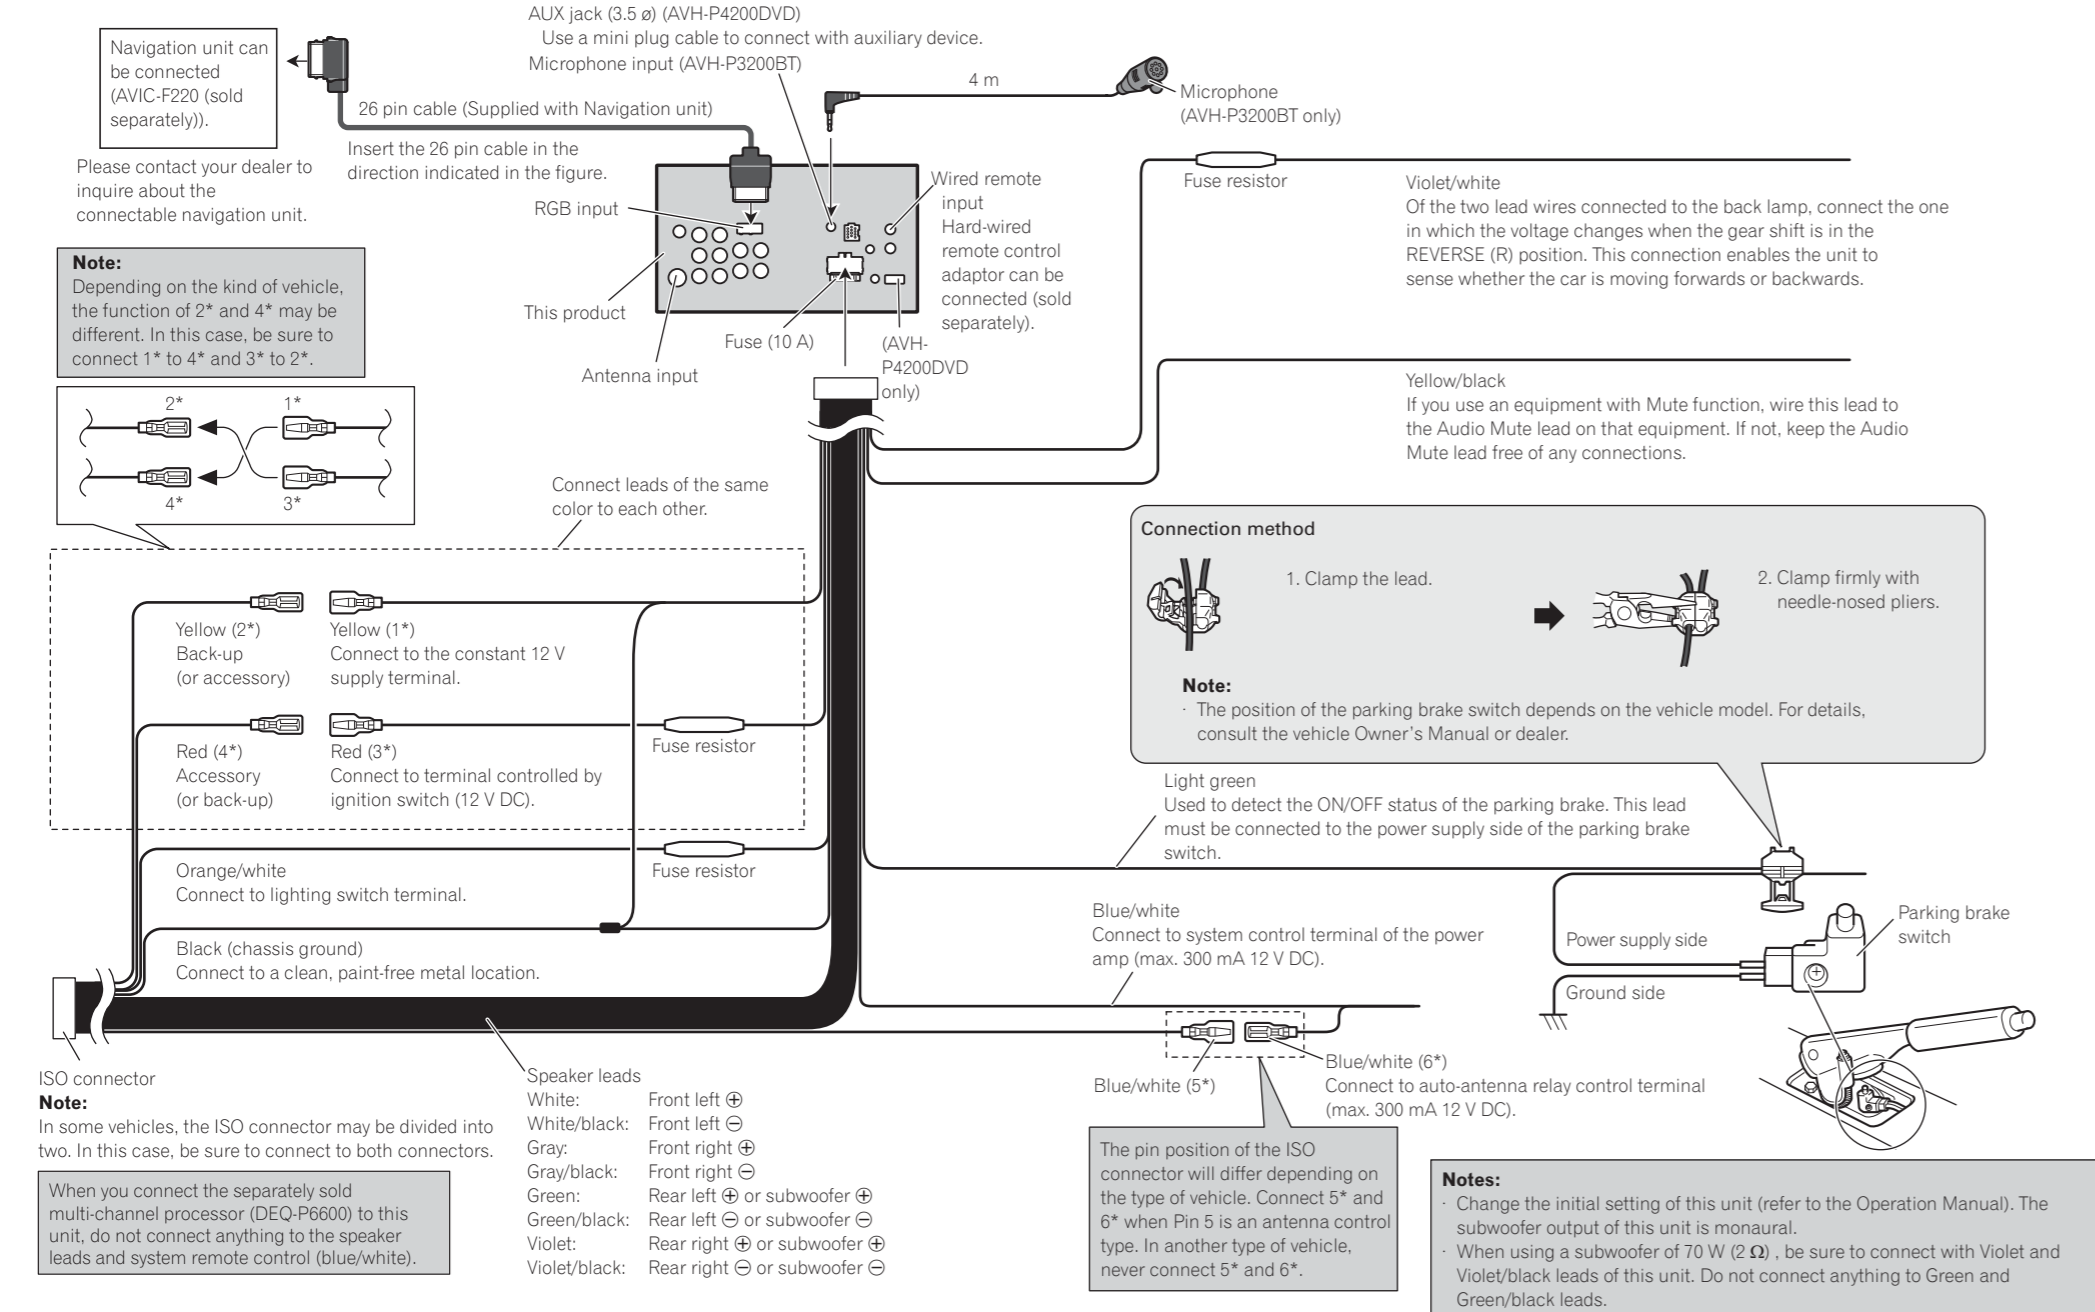 AUX jack (3.5 ø) (AVH-P4200DVD)
Use a mini plug cable to connect with auxiliary device.
Microphone input (AVH-P3200BT)
4 m
Microphone
(AVH-P3200BT only)
Navigation unit can
be connected
(AVIC-F220 (sold
separately)).
26 pin cable (Supplied with Navigation unit)
Insert the 26 pin cable in the
direction indicated in the figure.
Please contact your dealer to
inquire about the
connectable navigation unit.
RGB input
This product
Antenna input
Fuse (10 A)
(AVH-
P4200DVD
only)
Wired remote
input
Hard-wired
remote control
adaptor can be
connected (sold
separately).
Fuse resistor
Violet/white
Of the two lead wires connected to the back lamp, connect the one
in which the voltage changes when the gear shift is in the
REVERSE (R) position. This connection enables the unit to
sense whether the car is moving forwards or backwards.
Yellow/black
If you use an equipment with Mute function, wire this lead to
the Audio Mute lead on that equipment. If not, keep the Audio
Mute lead free of any connections.
Note:
Depending on the kind of vehicle,
the function of 2* and 4* may be
different. In this case, be sure to
connect 1* to 4* and 3* to 2*.
2*
1*
4*
3*
Connect leads of the same
color to each other.
Yellow (2*)
Back-up
(or accessory)
Yellow (1*)
Connect to the constant 12 V
supply terminal.
Red (4*)
Accessory
(or back-up)
Red (3*)
Connect to terminal controlled by
ignition switch (12 V DC).
Fuse resistor
Orange/white
Connect to lighting switch terminal.
Fuse resistor
Black (chassis ground)
Connect to a clean, paint-free metal location.
Connection method
1. Clamp the lead.
2. Clamp firmly with
needle-nosed pliers.
Note:
· The position of the parking brake switch depends on the vehicle model. For details,
consult the vehicle Owner's Manual or dealer.
Light green
Used to detect the ON/OFF status of the parking brake. This lead
must be connected to the power supply side of the parking brake
switch.
Power supply side
Ground side
Parking brake
switch
Blue/white
Connect to system control terminal of the power
amp (max. 300 mA 12 V DC).
Blue/white (5*)
Blue/white (6*)
Connect to auto-antenna relay control terminal
(max. 300 mA 12 V DC).
The pin position of the ISO
connector will differ depending on
the type of vehicle. Connect 5* and
6* when Pin 5 is an antenna control
type. In another type of vehicle,
never connect 5* and 6*.
ISO connector
Note:
In some vehicles, the ISO connector may be divided into
two. In this case, be sure to connect to both connectors.
When you connect the separately sold
multi-channel processor (DEQ-P6600) to this
unit, do not connect anything to the speaker
leads and system remote control (blue/white).
Speaker leads
White: Front left ⊕
White/black: Front left ⊖
Gray: Front right ⊕
Gray/black: Front right ⊖
Green: Rear left ⊕ or subwoofer ⊕
Green/black: Rear left ⊖ or subwoofer ⊖
Violet: Rear right ⊕ or subwoofer ⊕
Violet/black: Rear right ⊖ or subwoofer ⊖
Notes:
· Change the initial setting of this unit (refer to the Operation Manual). The
subwoofer output of this unit is monaural.
· When using a subwoofer of 70 W (2 Ω) , be sure to connect with Violet and
Violet/black leads of this unit. Do not connect anything to Green and
Green/black leads.